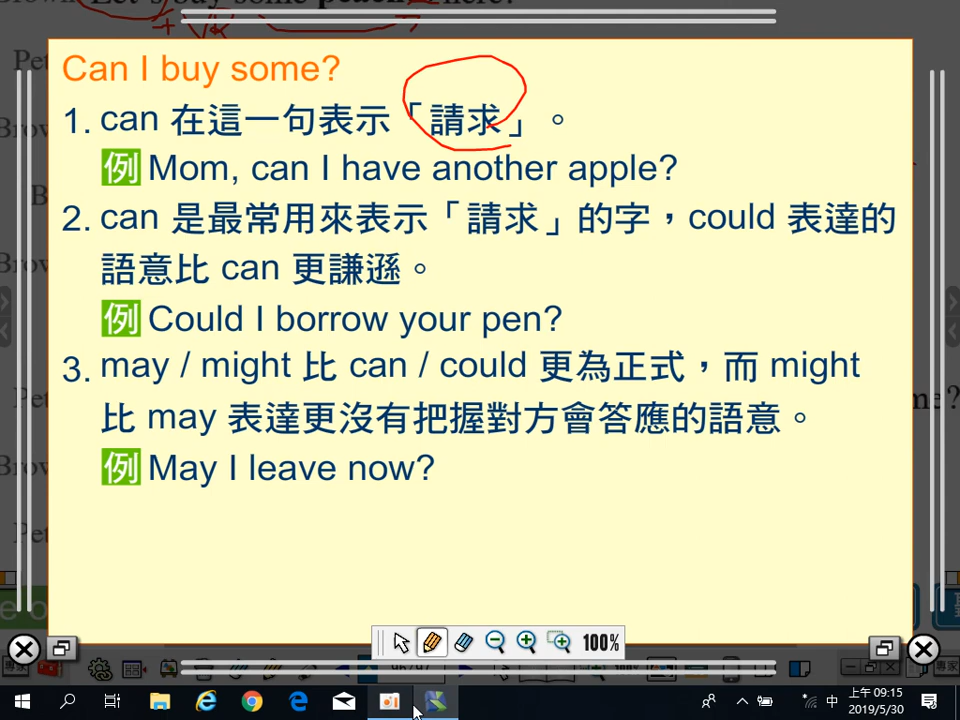 Can I buy some?
1. can 在這一句表示「請求」。
例 Mom, can I have another apple?
2. can 是最常用來表示「請求」的字，could 表達的
語意比 can 更謙遜。
例 Could I borrow your pen?
3. may / might 比 can / could 更為正式，而 might
比 may 表達更沒有把握對方會答應的語意。
例 May I leave now?
100%
中
上午 09:15
2019/5/30